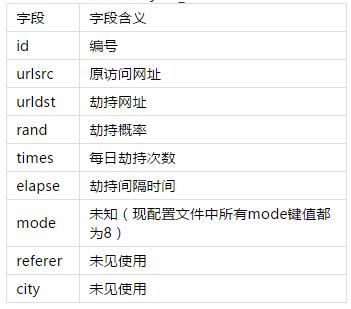 字段 字段含义
id 编号
urlsrc 原访问网址
urldst 劫持网址
rand 劫持概率
times 每日劫持次数
elapse 劫持间隔时间
mode 未知（现配置文件中所有mode键值都
为8）
referer 未见使用
city 未见使用